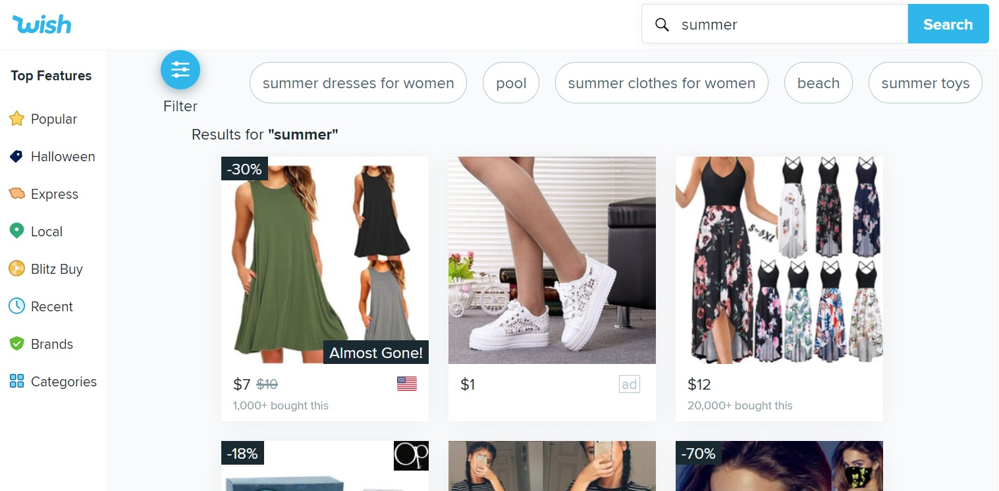 wish
summer
Search
Top Features
Popular
Halloween
Express
Local
Blitz Buy
Recent
Brands
Categories
Filter
summer dresses for women
pool
summer clothes for women
beach
summer toys
Results for "summer"
-30%
Almost Gone!
$7 $10
1,000+ bought this
$1
ad
S~5XL
$12
20,000+ bought this
-18%
-70%